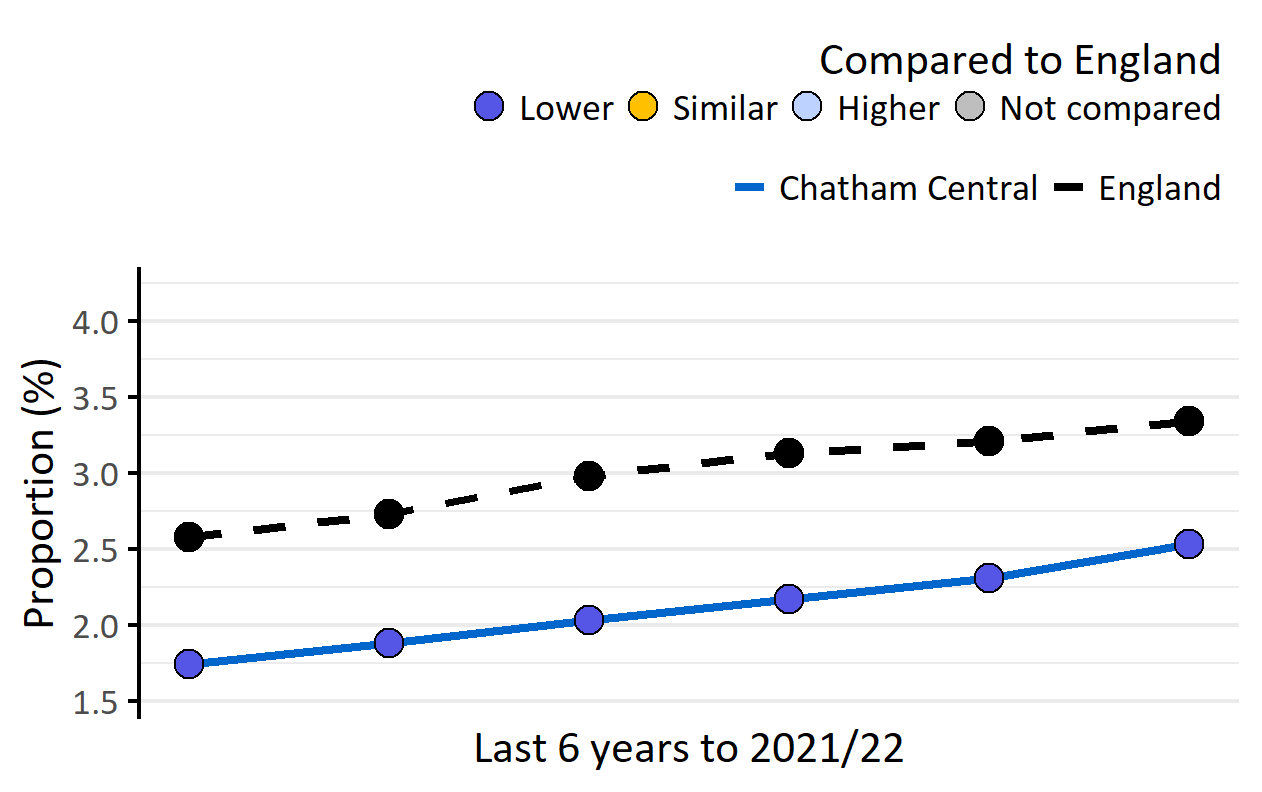 Compared to England
Lower Similar Higher Not compared
Chatham Central England
Proportion (%)
4.0
3.5
3.0
2.5
2.0
1.5
Last 6 years to 2021/22